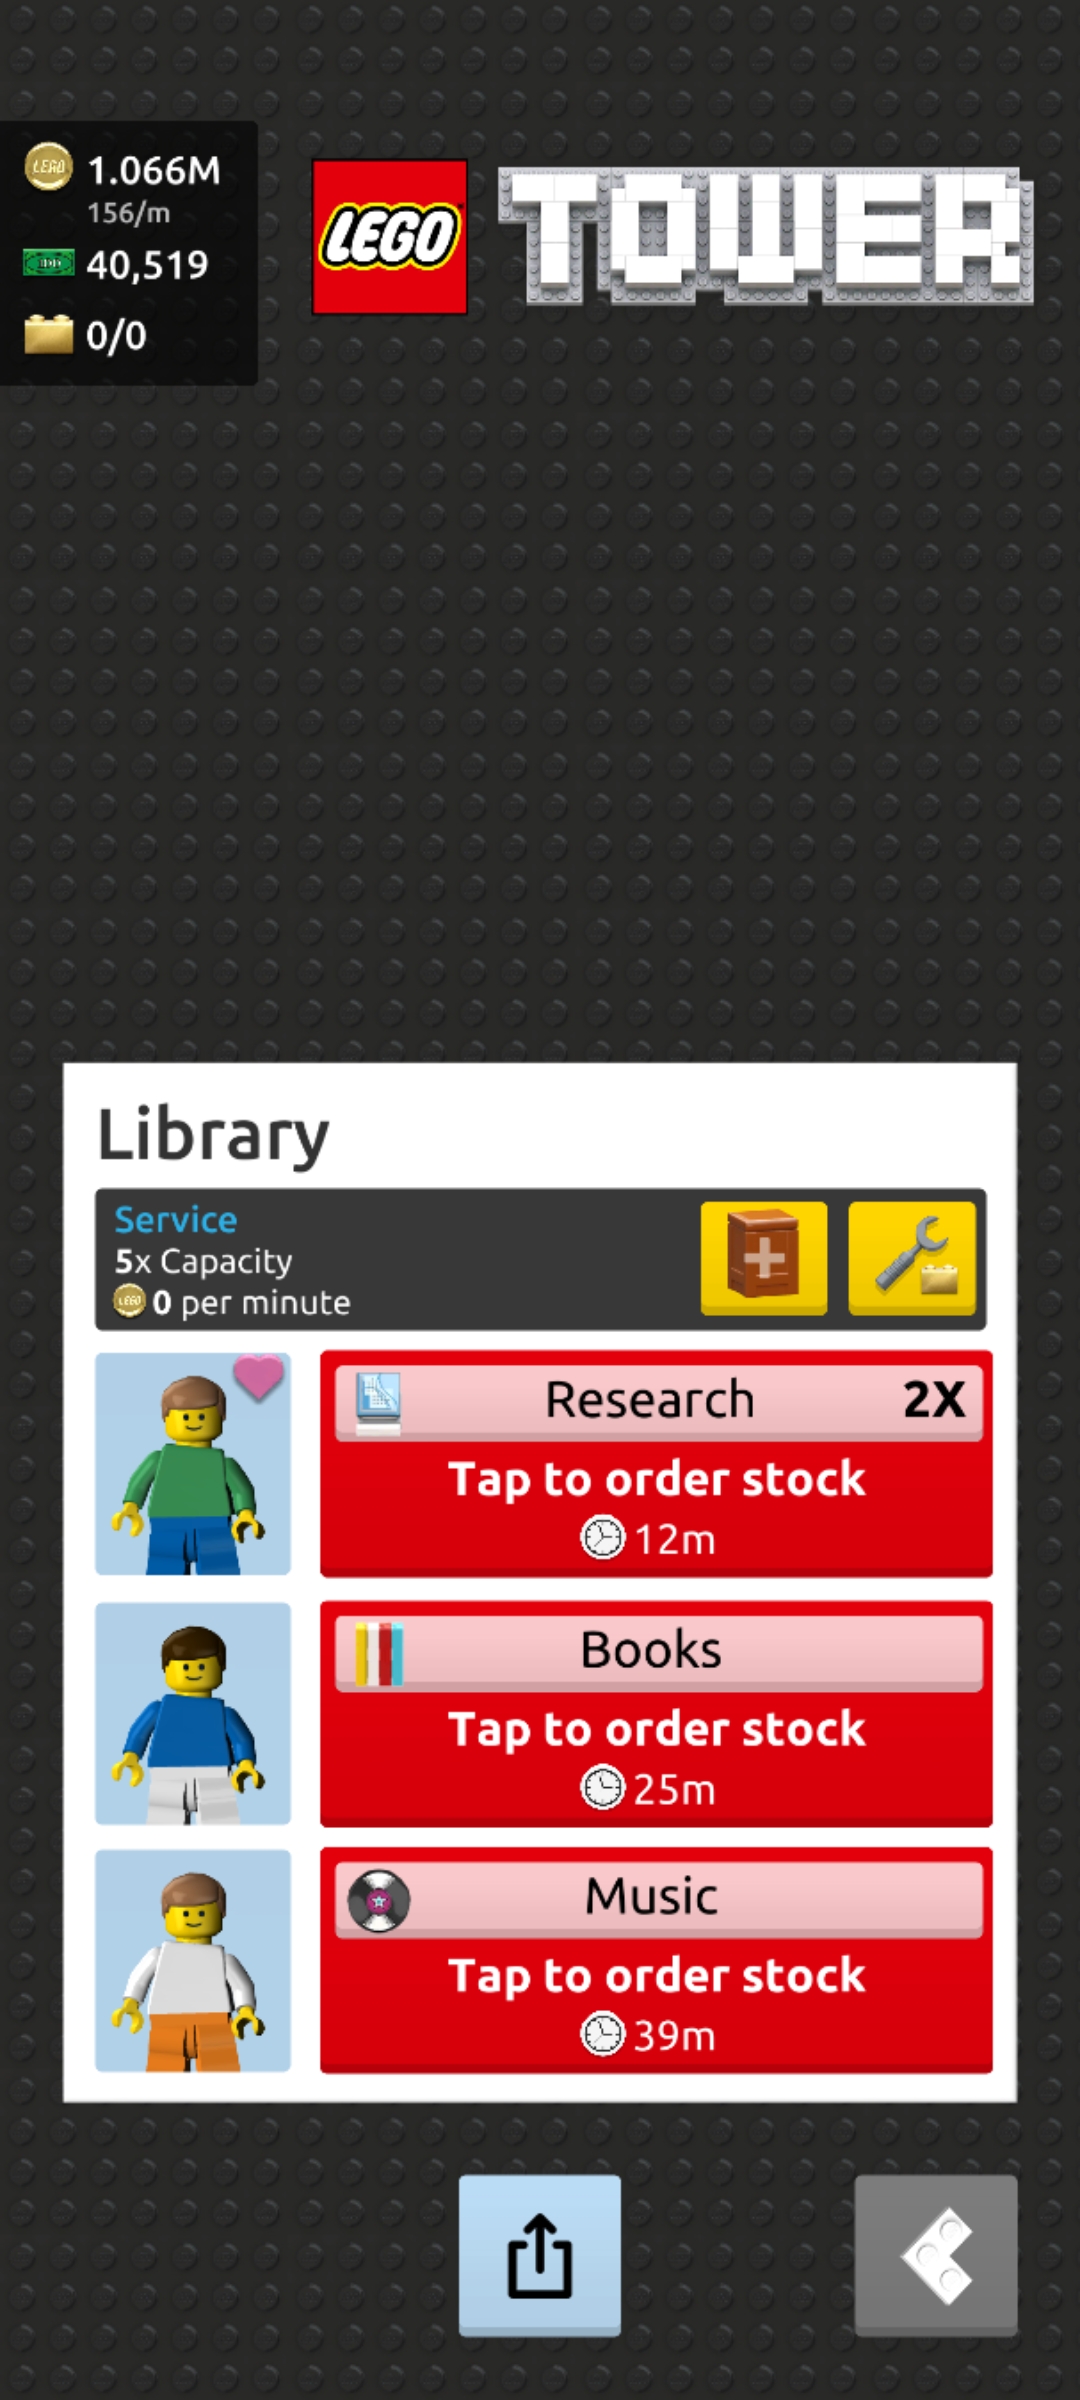 1.066M
156/m
40,519
0/0
LEGO
TOWER
Library
Service
5x Capacity
0 per minute
Research 2X
Tap to order stock
12m
Books
Tap to order stock
25m
Music
Tap to order stock
39m